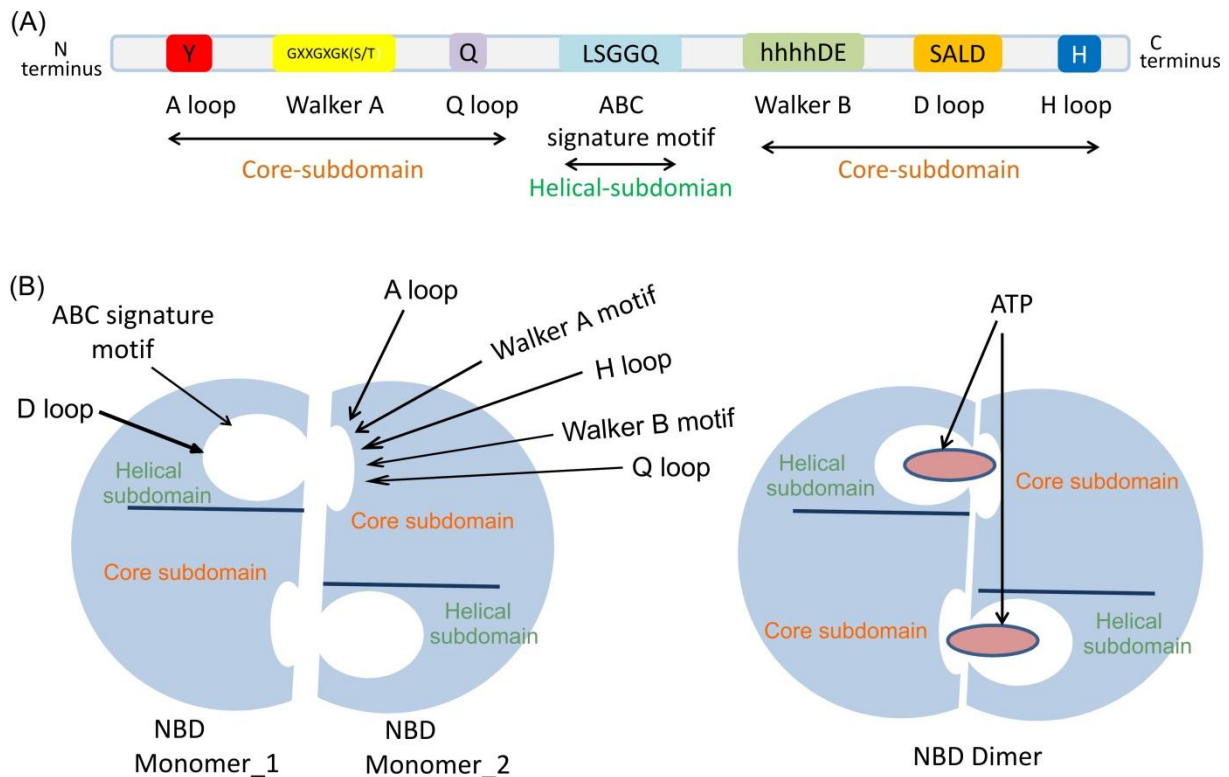 (A)
N
terminus
Y
GXXGXGK(S/T
Q
LSGGQ
hhhhDE
SALD
H
C
terminus
A loop
Walker A
Q loop
ABC
signature motif
Walker B
D loop
H loop
Core-subdomain
Helical-subdomian
Core-subdomain
(B)
ABC signature
motif
D loop
A loop
Walker A motif
H loop
Walker B motif
Q loop
Helical
subdomain
Core subdomain
Core subdomain
Helical
subdomain
NBD
Monomer_1
NBD
Monomer_2
ATP
Helical
subdomain
Core subdomain
Core subdomain
Helical
subdomain
NBD Dimer